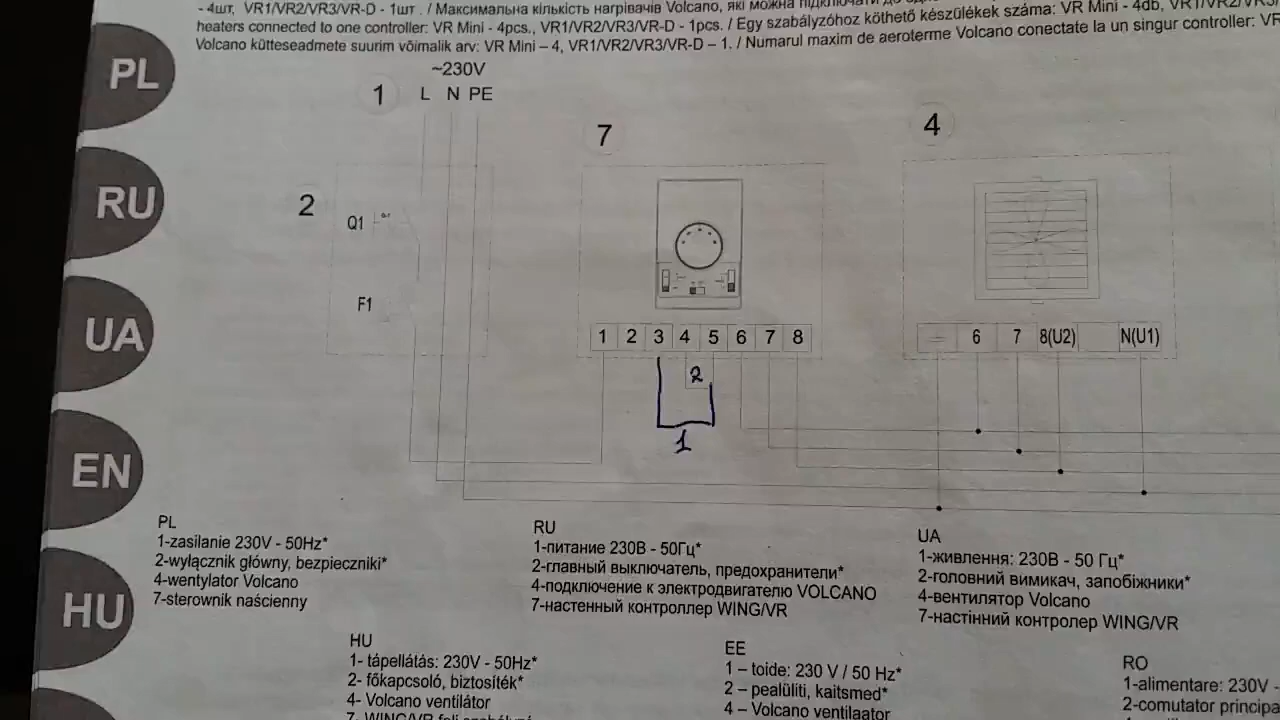 - 4шт, VR1/VR2/VR3/VR-D - 1шт . / Максимальна кількість нагрівачів Volcano, які можна
heaters connected to one controller: VR Mini - 4pcs., VR1/VR2/VR3/VR-D - 1pcs. / Egy szabályzóhoz köthető készülékek száma: VR Mini - 4db,
Volcano kütteseadmete suurim võimalik arv: VR Mini – 4, VR1/VR2/VR3/VR-D – 1. / Numarul maxim de aeroterme Volcano conectate la un singur controller:
~230V
1 L N PE
7
4
2
Q1
F1
1 2 3 4 5 6 7 8
6 7 8(U2) N(U1)
2
1
PL
RU
UA
EN
HU
PL
1-zasilanie 230V - 50Hz*
2-wyłącznik główny, bezpieczniki*
4-wentylator Volcano
7-sterownik naścienny
RU
1-питание 230В - 50Гц*
2-главный выключатель, предохранители*
4-подключение к электродвигателю VOLCANO
7-настенный контроллер WING/VR
UA
1-живлення: 230В - 50 Гц*
2-головний вимикач, запобіжники*
4-вентилятор Volcano
7-настінний контролер WING/VR
HU
1- tápellátás: 230V - 50Hz*
2- főkapcsoló, biztosíték*
4- Volcano ventilátor
7- WING/VR fali
EE
1 – toide: 230 V / 50 Hz*
2 – pealüliti, kaitsmed*
4 – Volcano ventilaator
RO
1-alimentare: 230V -
2-comutator principa